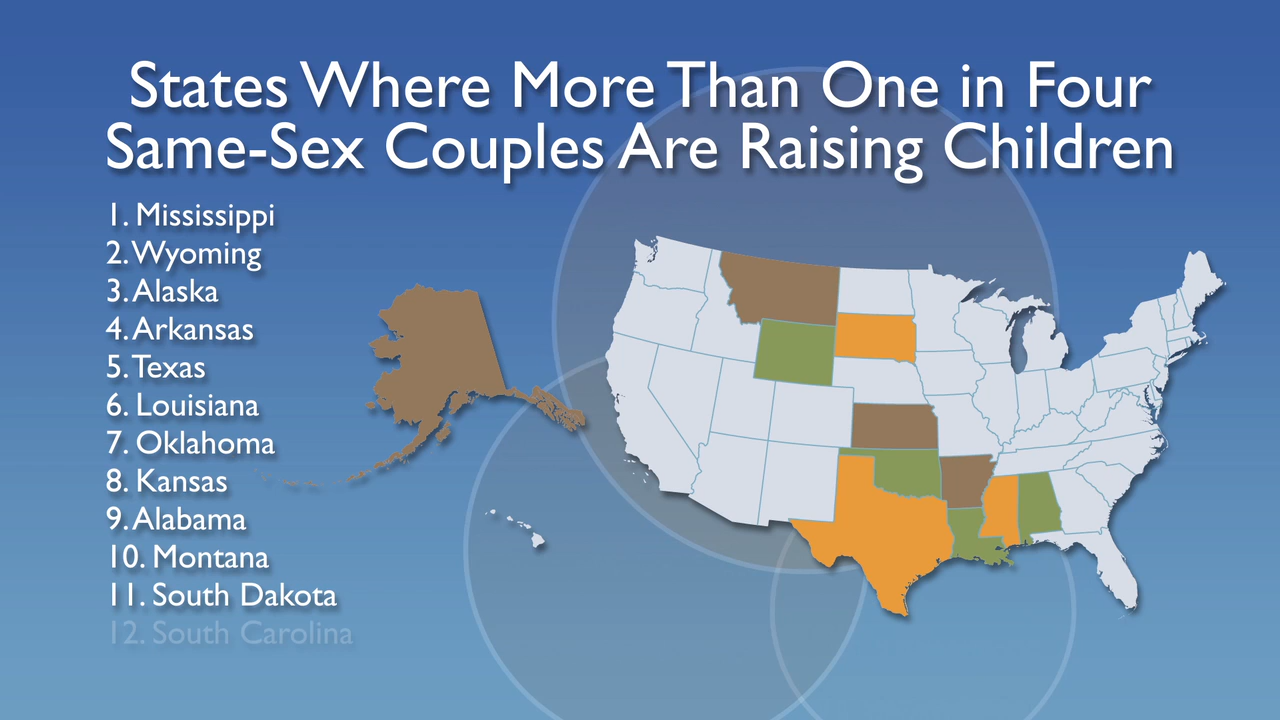 States Where More Than One in Four
Same-Sex Couples Are Raising Children
1. Mississippi
2. Wyoming
3. Alaska
4. Arkansas
5. Texas
6. Louisiana
7. Oklahoma
8. Kansas
9. Alabama
10. Montana
11. South Dakota
12. South Carolina